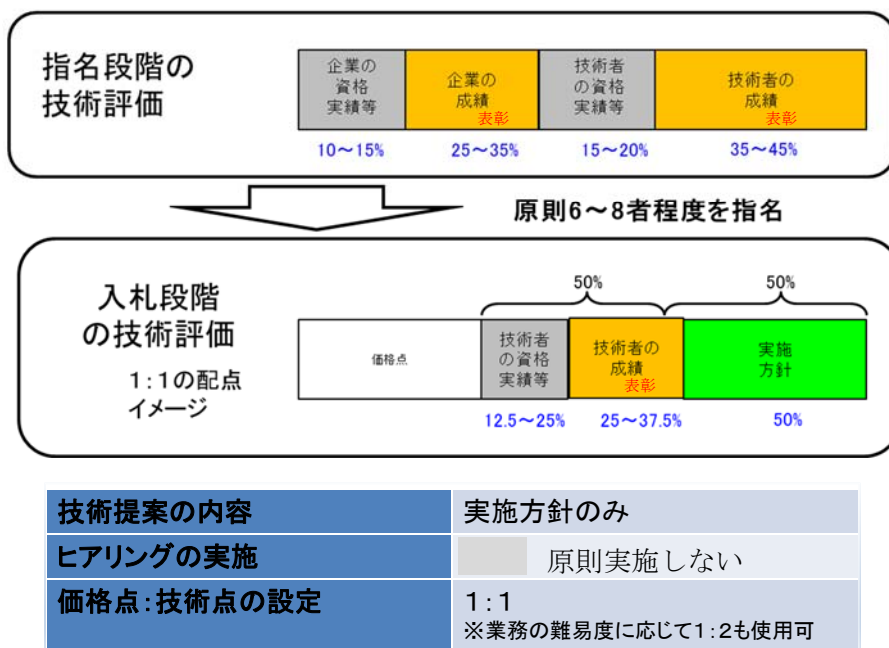 指名段階の
技術評価
企業の
資格
実績等
企業の
成績
表彰
技術者
の資格
実績等
技術者の
成績
表彰
10～15%
25～35%
15～20%
35～45%
原則6～8者程度を指名
入札段階
の技術評価
1:1の配点
イメージ
50%
50%
価格点
技術者
の資格
実績等
技術者の
成績
表彰
実施
方針
12.5～25%
25～37.5%
50%
技術提案の内容
実施方針のみ
ヒアリングの実施
原則実施しない
価格点:技術点の設定
1:1
※業務の難易度に応じて1:2も使用可